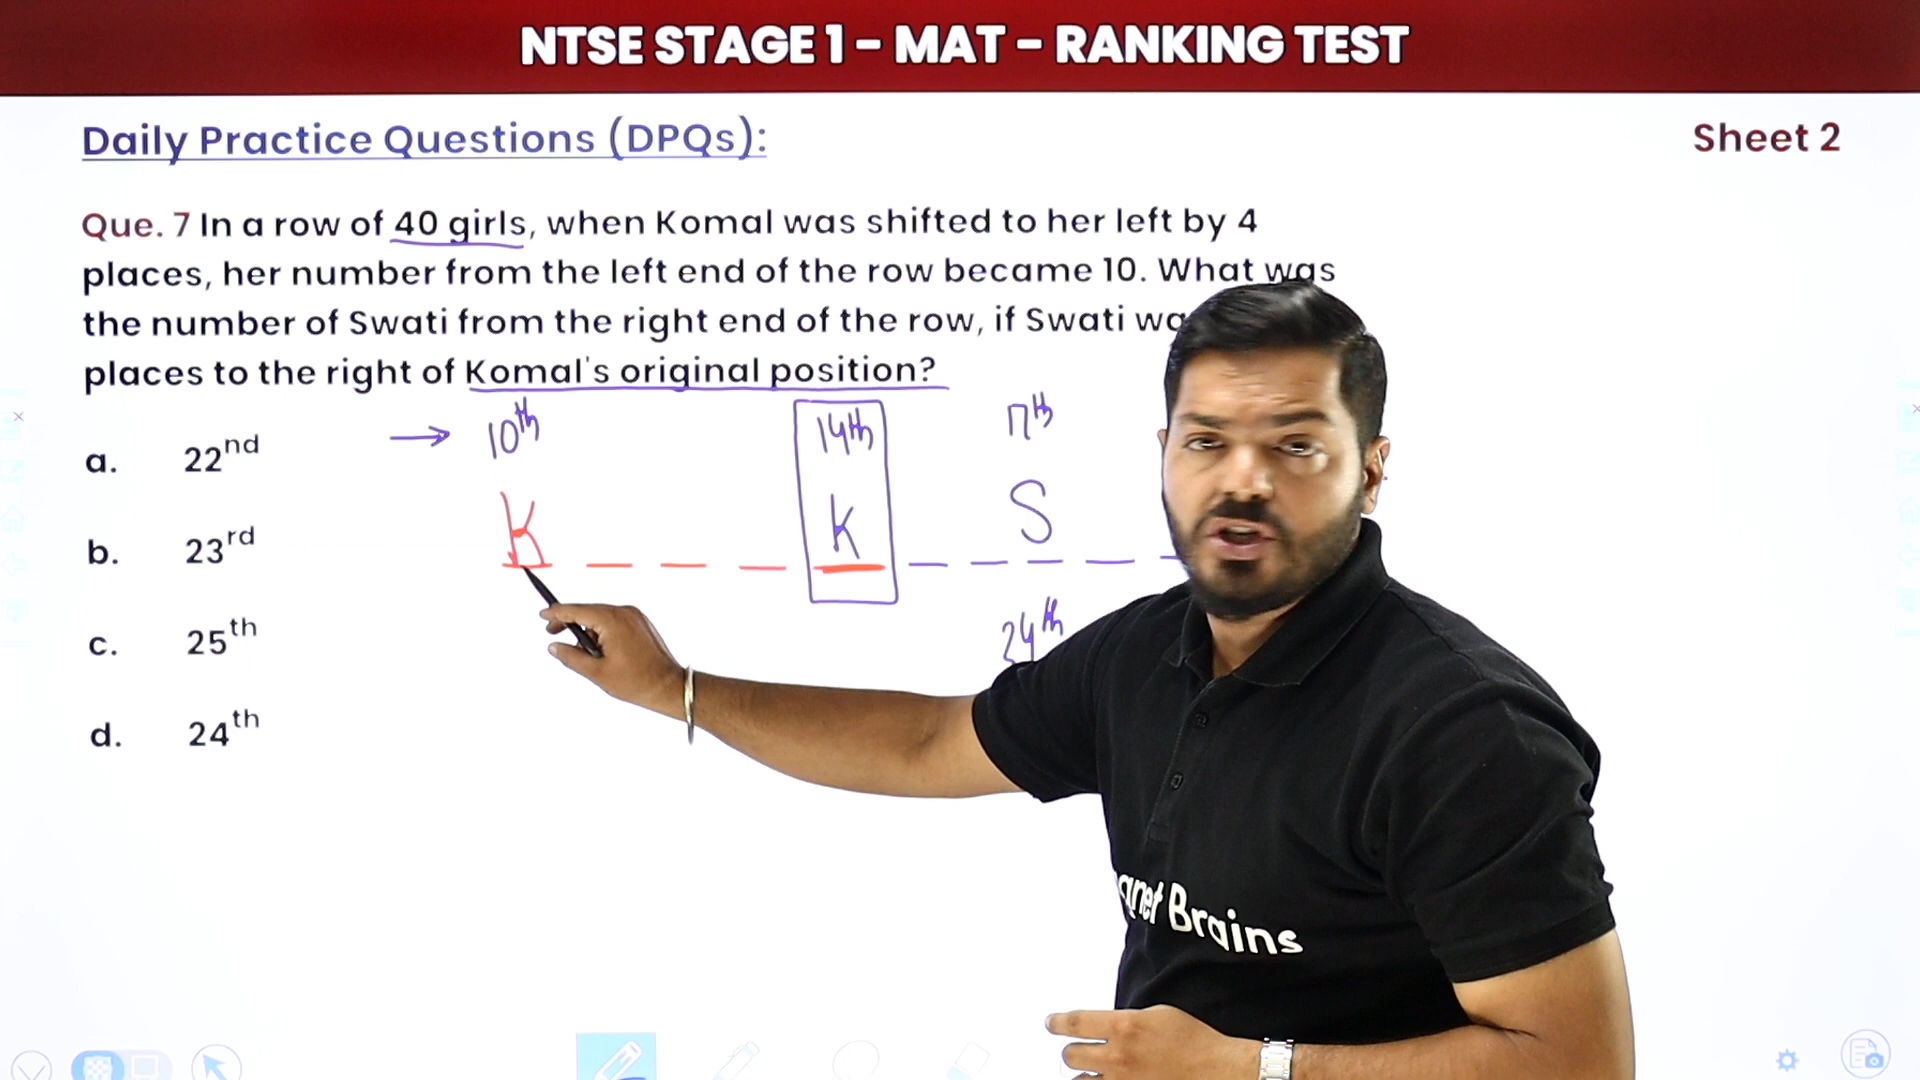 NTSE STAGE 1 – MAT – RANKING TEST
Daily Practice Questions (DPQs):
Sheet 2
Que. 7 In a row of 40 girls, when Komal was shifted to her left by 4
places, her number from the left end of the row became 10. What was
the number of Swati from the right end of the row, if Swati
places to the right of Komal's original position?
10th 14th 17th
a. 22nd
K K S
b. 23rd
c. 25th
24th
d. 24th
Brains